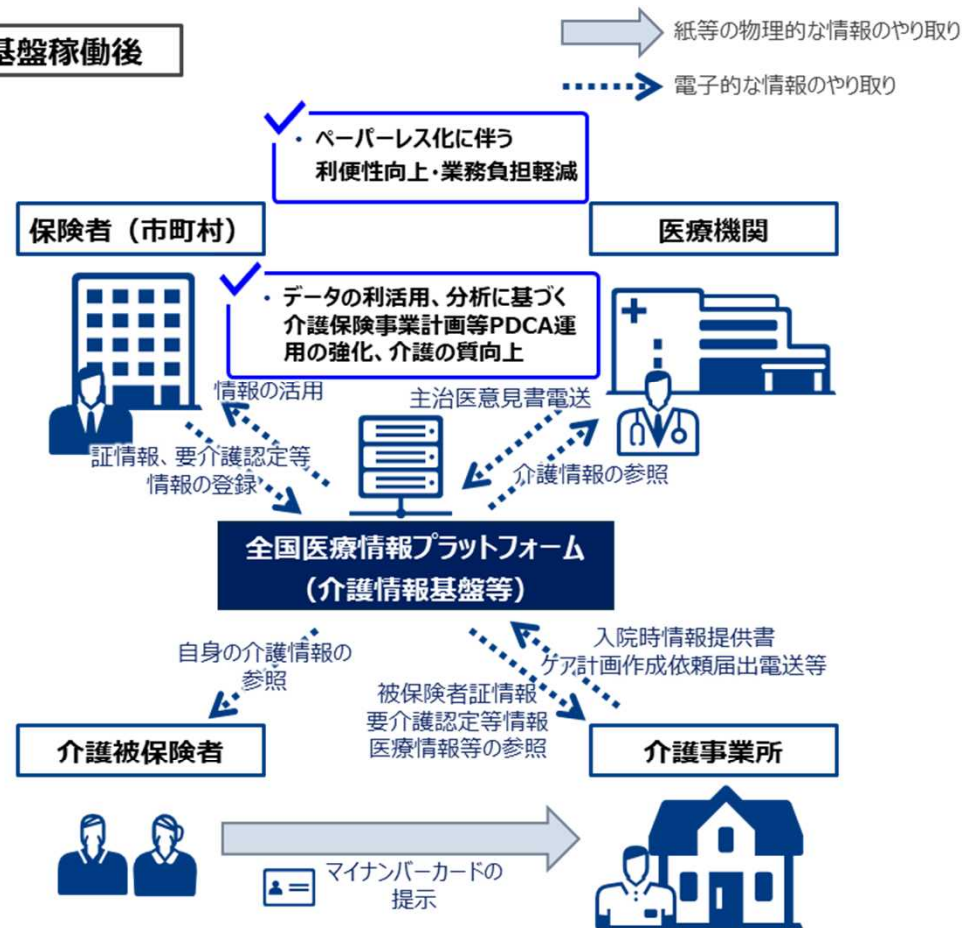 基盤稼働後
紙等の物理的な情報のやり取り
電子的な情報のやり取り
・ペーパーレス化に伴う
利便性向上・業務負担軽減
保険者（市町村）
医療機関
・データの利活用、分析に基づく
介護保険事業計画等PDCA運
用の強化、介護の質向上
情報の活用
主治医意見書電送
証情報、要介護認定等
情報の登録
介護情報の参照
全国医療情報プラットフォーム
（介護情報基盤等）
自身の介護情報の
参照
入院時情報提供書
ケア計画作成依頼届出電送等
被保険者証情報
要介護認定等情報
医療情報等の参照
介護被保険者
介護事業所
マイナンバーカードの
提示